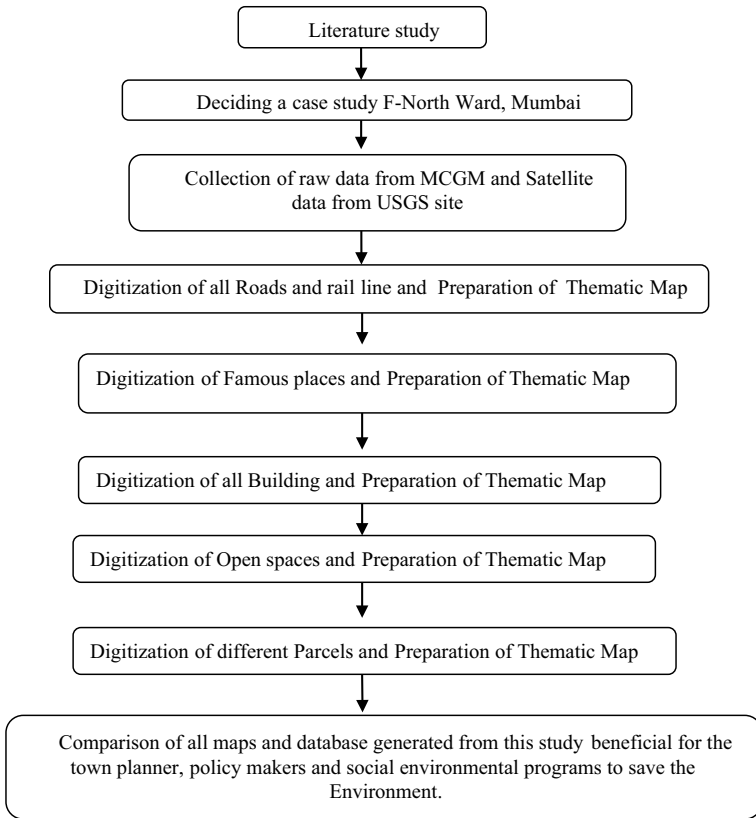 Literature study
Deciding a case study F-North Ward, Mumbai
Collection of raw data from MCGM and Satellite
data from USGS site
Digitization of all Roads and rail line and Preparation of Thematic Map
Digitization of Famous places and Preparation of Thematic Map
Digitization of all Building and Preparation of Thematic Map
Digitization of Open spaces and Preparation of Thematic Map
Digitization of different Parcels and Preparation of Thematic Map
Comparison of all maps and database generated from this study beneficial for the
town planner, policy makers and social environmental programs to save the
Environment.